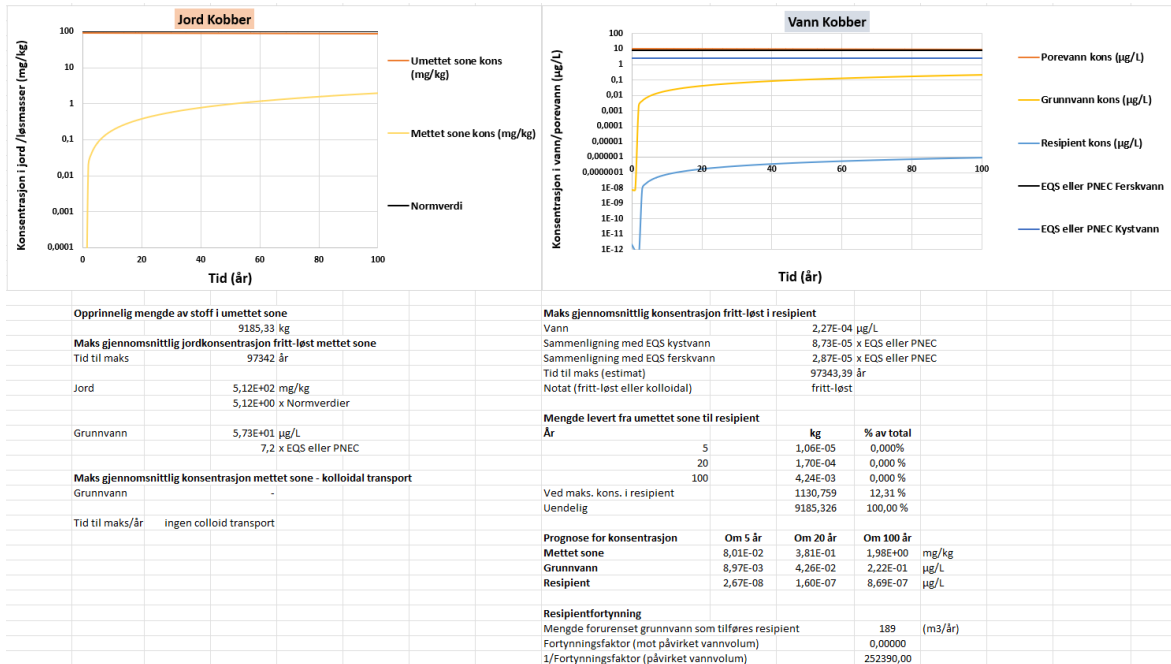 Jord Kobber
Konsentrasjon i jord /løsmasser (mg/kg)
100
10
1
0,1
0,01
0,001
0,0001
0 20 40 60 80 100
Tid (år)
Umettet sone kons (mg/kg)
Mettet sone kons (mg/kg)
Normverdi
Vann Kobber
Konsentrasjon i vann/porevann (µg/L)
100
10
1
0,1
0,01
0,001
0,0001
0,00001
0,000001
0,0000001
1E-08
1E-09
1E-10
1E-11
1E-12
0 20 40 60 80 100
Tid (år)
Porevann kons (µg/L)
Grunnvann kons (µg/L)
Resipient kons (µg/L)
EQS eller PNEC Ferskvann
EQS eller PNEC Kystvann
Opprinnelig mengde av stoff i umettet sone
9185,33 kg
Maks gjennomsnittlig jordkonsentrasjon fritt-løst mettet sone
Tid til maks 97342 år
Jord 5,12E+02 mg/kg
5,12E+00 x Normverdier
Grunnvann 5,73E+01 µg/L
7,2 x EQS eller PNEC
Maks gjennomsnittlig konsentrasjon mettet sone - kolloidal transport
Grunnvann -
Tid til maks/år ingen colloid transport
Maks gjennomsnittlig konsentrasjon fritt-løst i resipient
Vann 2,27E-04 µg/L
Sammenligning med EQS kystvann 8,73E-05 x EQS eller PNEC
Sammenligning med EQS ferskvann 2,87E-05 x EQS eller PNEC
Tid til maks (estimat) 97343,39 år
Notat (fritt-løst eller kolloidal) fritt-løst
Mengde levert fra umettet sone til resipient
År kg % av total
5 1,06E-05 0,000%
20 1,70E-04 0,000 %
100 4,24E-03 0,000 %
Ved maks. kons. i resipient 1130,759 12,31 %
Uendelig 9185,326 100,00 %
Prognose for konsentrasjon Om 5 år Om 20 år Om 100 år
Mettet sone 8,01E-02 3,81E-01 1,98E+00 mg/kg
Grunnvann 8,97E-03 4,26E-02 2,22E-01 µg/L
Resipient 2,67E-08 1,60E-07 8,69E-07 µg/L
Resipientfortynning
Mengde forurenset grunnvann som tilføres resipient 189 (m3/år)
Fortynningsfaktor (mot påvirket vannvolum) 0,00000
1/Fortynningsfaktor (påvirket vannvolum) 252390,00